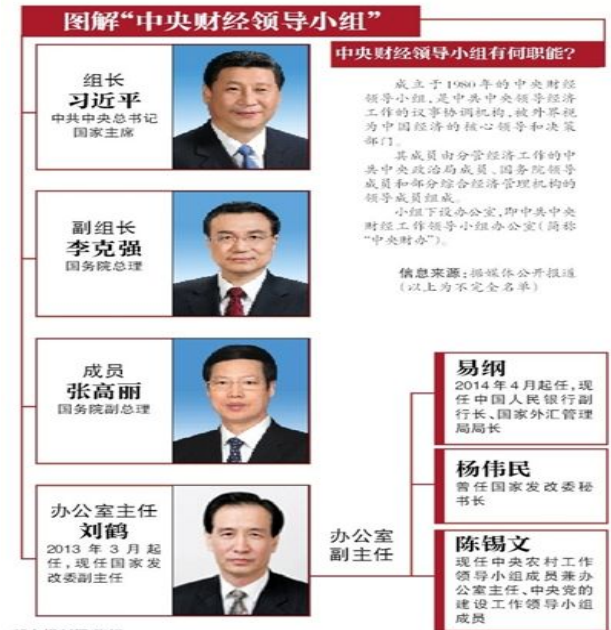 图解“中央财经领导小组”
组长
习近平
中共中央总书记
国家主席
副组长
李克强
国务院总理
成员
张高丽
国务院副总理
办公室主任
刘鹤
2013年3月起
任,现任国家发
改委副主任
中央财经领导小组有何职能?
成立于1980年的中央财经
领导小组,是中共中央领导经济
工作的议事协调机构,被外界视
为中国经济的核心领导和决策
部门。
其成员由分管经济工作的中
共中央政治局成员、国务院领导
成员和部分综合经济管理机构的
领导成员组成。
小组下设办公室,即中共中央
财经工作领导小组办公室(简称
“中央财办”)。
信息来源:据媒体公开报道
(以上为不完全名单)
办公室
副主任
易纲
2014年4月起任,现
任中国人民银行副
行长、国家外汇管理
局局长
杨伟民
曾任国家发改委秘
书长
陈锡文
现任中央农村工作
领导小组成员兼办
公室主任、中央党的
建设工作领导小组
成员